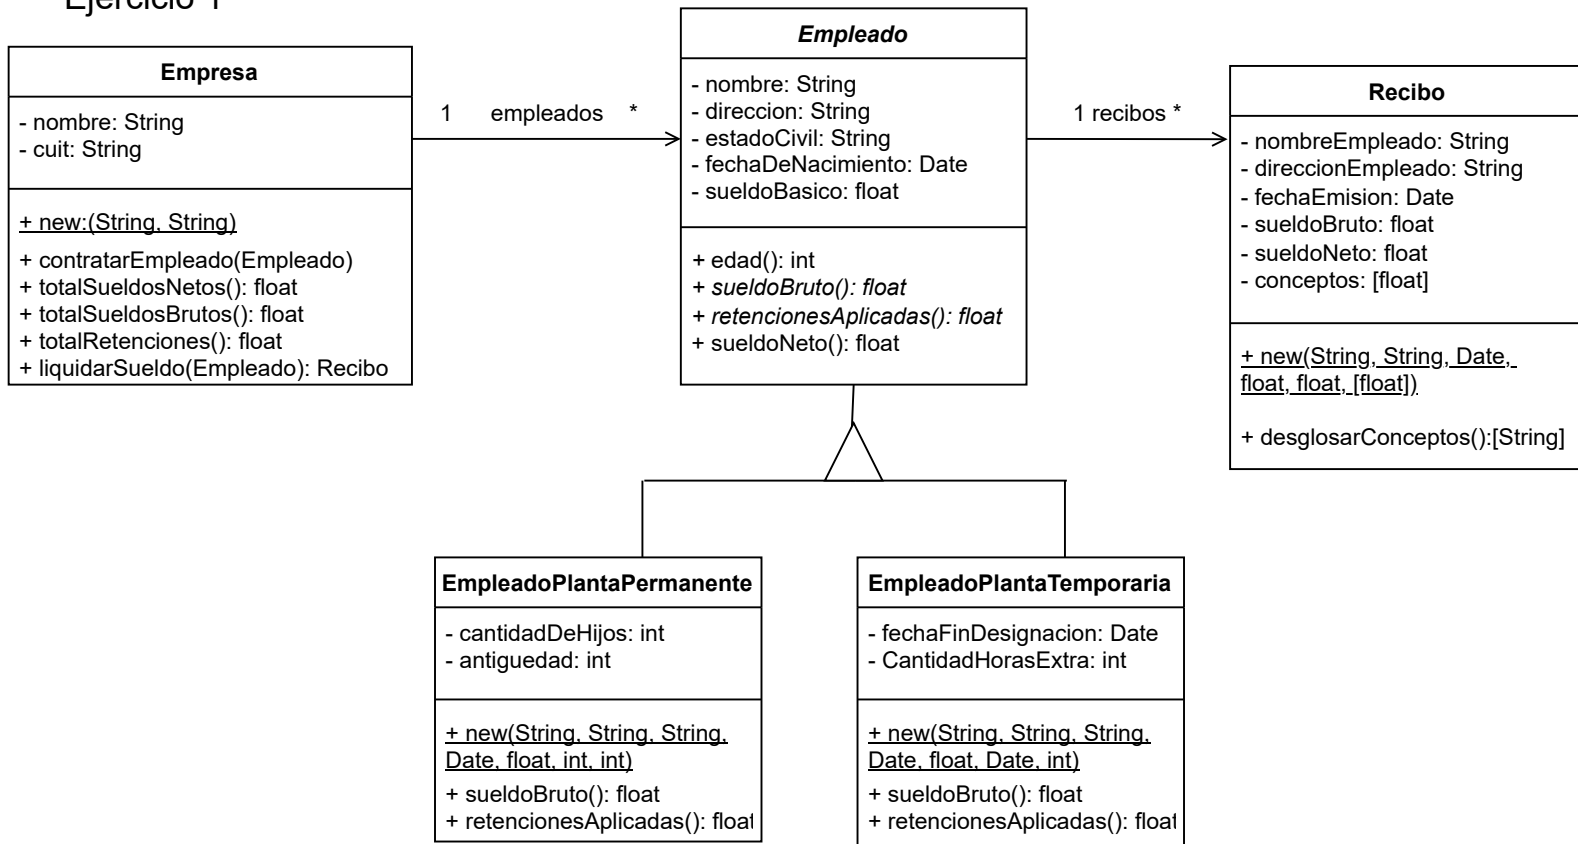 Ejercicio 1
Empresa
- nombre: String
- cuit: String
+ new:(String, String)
+ contratarEmpleado(Empleado)
+ totalSueldosNetos(): float
+ totalSueldosBrutos(): float
+ totalRetenciones(): float
+ liquidarSueldo(Empleado): Recibo
1 empleados *
Empleado
- nombre: String
- direccion: String
- estadoCivil: String
- fechaDeNacimiento: Date
- sueldoBasico: float
+ edad(): int
+ sueldoBruto(): float
+ retencionesAplicadas(): float
+ sueldoNeto(): float
1 recibos *
Recibo
- nombreEmpleado: String
- direccionEmpleado: String
- fechaEmision: Date
- sueldoBruto: float
- sueldoNeto: float
- conceptos: [float]
+ new(String, String, Date,
float, float, [float])
+ desglosarConceptos():[String]
EmpleadoPlantaPermanente
- cantidadDeHijos: int
- antiguedad: int
+ new(String, String, String,
Date, float, int, int)
+ sueldoBruto(): float
+ retencionesAplicadas(): float
EmpleadoPlantaTemporaria
- fechaFinDesignacion: Date
- CantidadHorasExtra: int
+ new(String, String, String,
Date, float, Date, int)
+ sueldoBruto(): float
+ retencionesAplicadas(): float